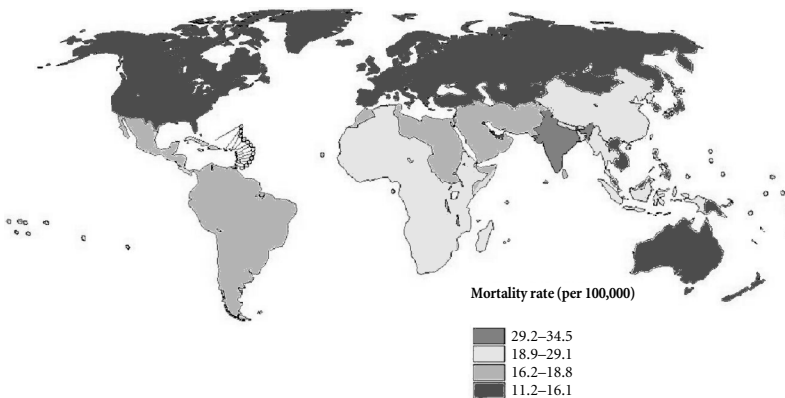 Mortality rate (per 100,000)
29.2–34.5
18.9–29.1
16.2–18.8
11.2–16.1